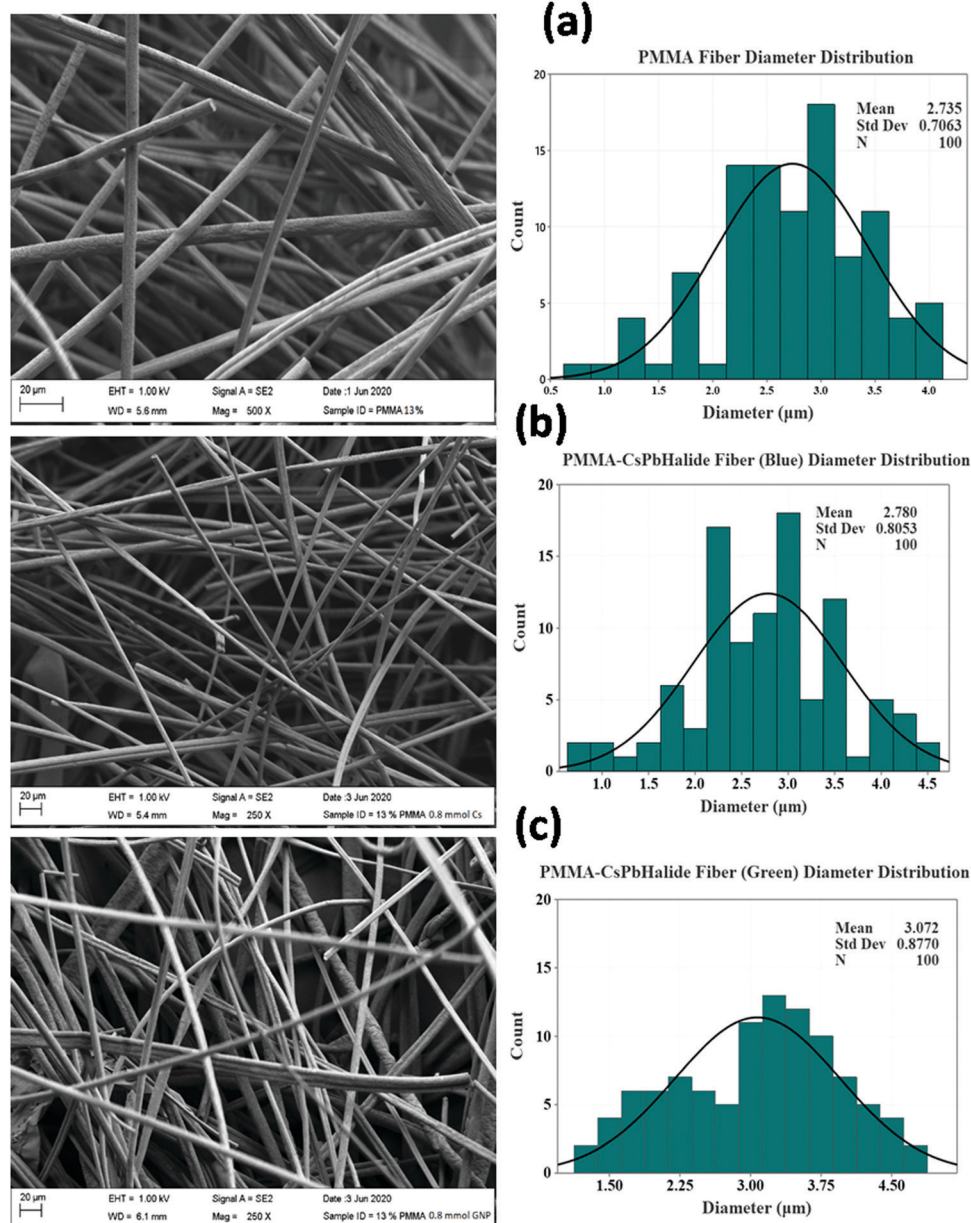 (a)
PMMA Fiber Diameter Distribution
Mean 2.735
Std Dev 0.7063
N 100
20
15
10
5
0
Count
0.5 1.0 1.5 2.0 2.5 3.0 3.5 4.0
Diameter (µm)
20 µm
EHT = 1.00 kV Signal A = SE2 Date :1 Jun 2020
WD = 5.6 mm Mag = 500 X Sample ID = PMMA 13%
(b)
PMMA-CsPbHalide Fiber (Blue) Diameter Distribution
Mean 2.780
Std Dev 0.8053
N 100
20
15
10
5
0
Count
1.0 1.5 2.0 2.5 3.0 3.5 4.0 4.5
Diameter (µm)
20 µm
EHT = 1.00 kV Signal A = SE2 Date :3 Jun 2020
WD = 5.4 mm Mag = 250 X Sample ID = 13 % PMMA 0.8 mmol Cs
(c)
PMMA-CsPbHalide Fiber (Green) Diameter Distribution
Mean 3.072
Std Dev 0.8770
N 100
20
15
10
5
0
Count
1.50 2.25 3.00 3.75 4.50
Diameter (µm)
20 µm
EHT = 1.00 kV Signal A = SE2 Date :3 Jun 2020
WD = 6.1 mm Mag = 250 X Sample ID = 13 % PMMA 0.8 mmol GNP